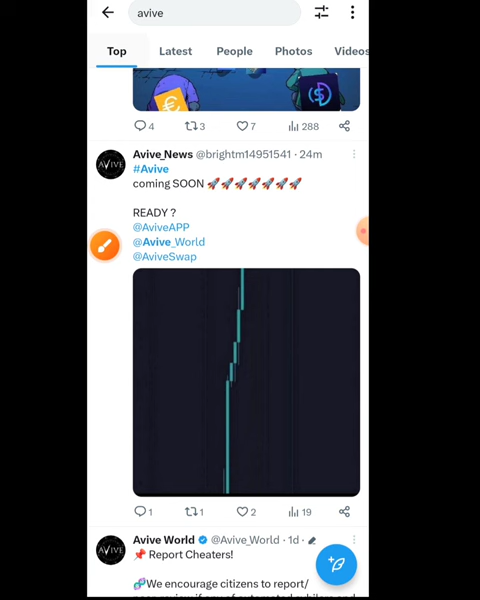 avive
Top Latest People Photos Videos
4 3 7 288
Avive_News @brightm14951541 · 24m
#Avive
coming SOON 🚀🚀🚀🚀🚀🚀🚀
READY ?
@AviveAPP
@Avive_World
@AviveSwap
1 1 2 19
Avive World @Avive_World · 1d ·
📌 Report Cheaters!
🧬We encourage citizens to report/